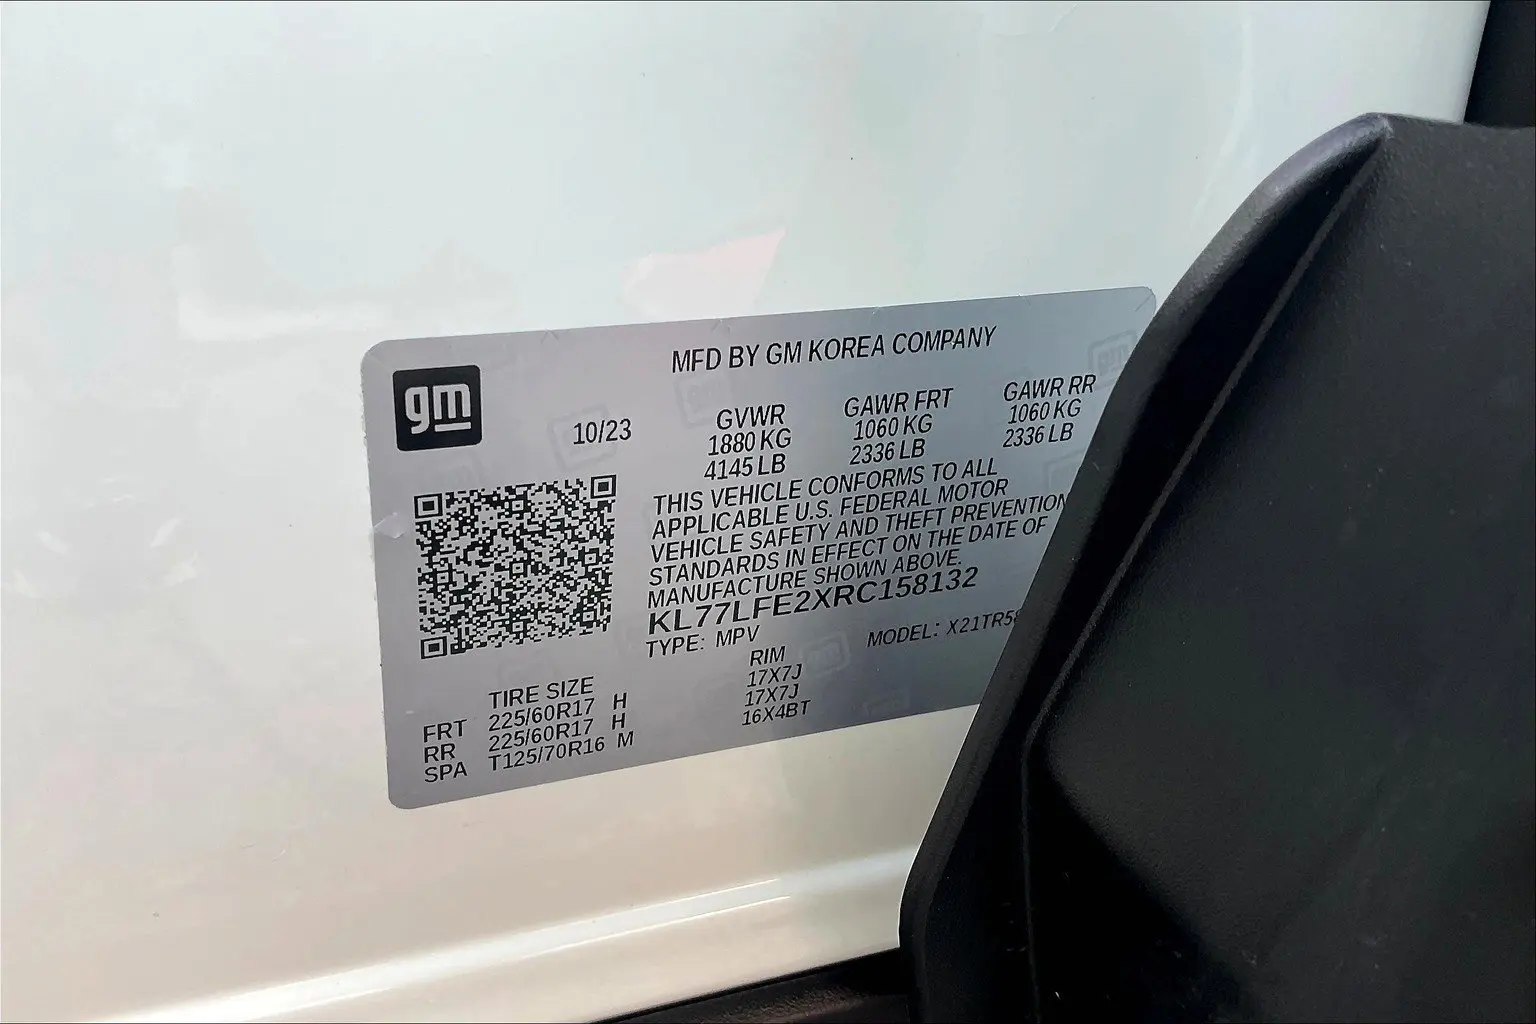 gm
MFD BY GM KOREA COMPANY
10/23
GVWR
1880 KG
4145 LB
GAWR FRT
1060 KG
2336 LB
GAWR RR
1060 KG
2336 LB
THIS VEHICLE CONFORMS TO ALL
APPLICABLE U.S. FEDERAL MOTOR
VEHICLE SAFETY AND THEFT PREVENTION
STANDARDS IN EFFECT ON THE DATE OF
MANUFACTURE SHOWN ABOVE.
KL77LFE2XRC158132
TYPE: MPV
MODEL:
TIRE SIZE RIM
FRT 225/60R17 H 17X7J
RR 225/60R17 H 17X7J
SPA T125/70R16 M 16X4BT